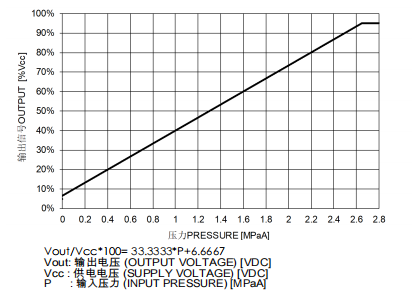 输出信号OUTPUT [%Vcc]
100%
90%
80%
70%
60%
50%
40%
30%
20%
10%
0%
0 0.2 0.4 0.6 0.8 1.0 1.2 1.4 1.6 1.8 2 2.2 2.4 2.6 2.8
压力PRESSURE [MPaA]
Vout/Vcc*100= 33.3333*P+6.6667
Vout: 输出电压 (OUTPUT VOLTAGE) [VDC]
Vcc : 供电电压 (SUPPLY VOLTAGE) [VDC]
P : 输入压力 (INPUT PRESSURE) [MPaA]